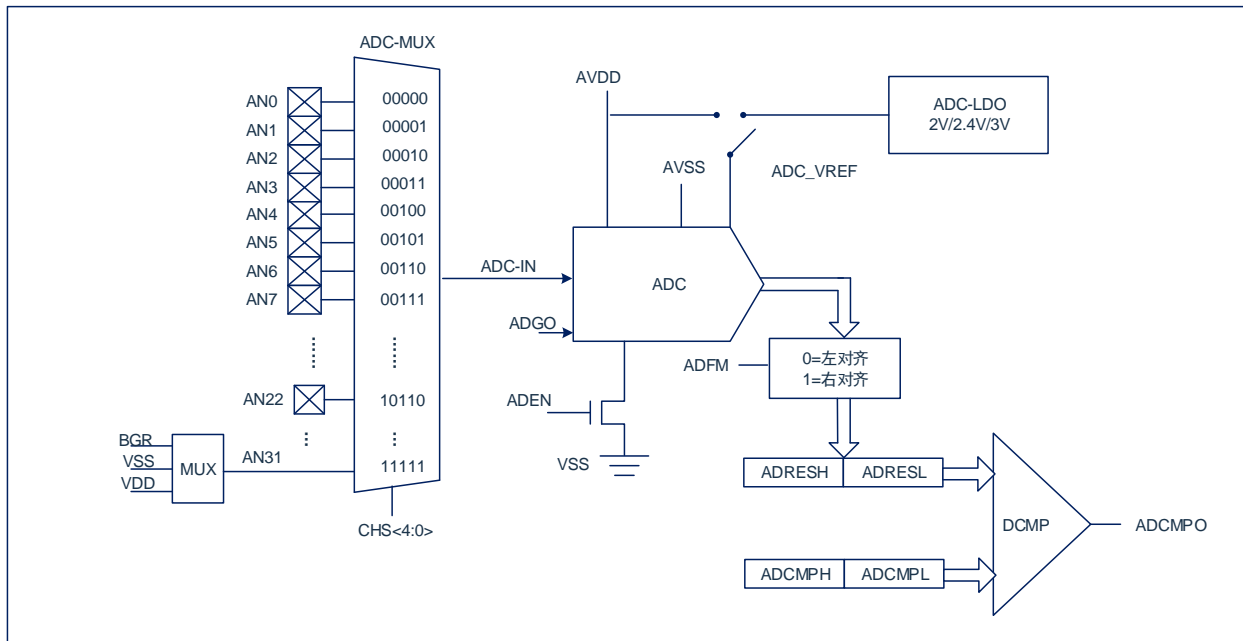 ADC-MUX
AN0
00000
AN1
00001
AN2
00010
AN3
00011
AN4
00100
AN5
00101
AN6
00110
AN7
00111
AN22
10110
BGR
VSS
VDD
MUX
AN31
11111
CHS<4:0>
AVDD
ADC-LDO
2V/2.4V/3V
AVSS
ADC_VREF
ADC-IN
ADC
ADGO
ADEN
VSS
ADFM
0=左对齐
1=右对齐
ADRESH
ADRESL
DCMP
ADCMPO
ADCMPH
ADCMPL